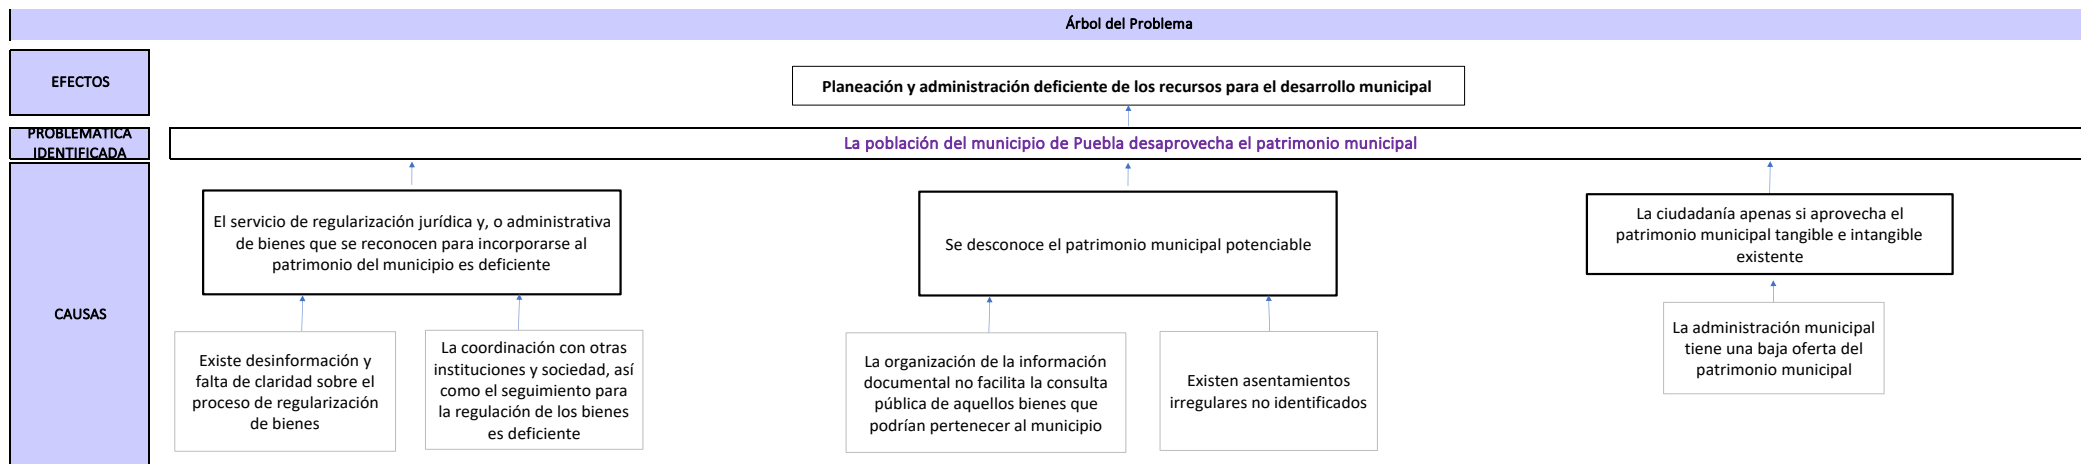 Árbol del Problema
EFECTOS
Planeación y administración deficiente de los recursos para el desarrollo municipal
PROBLEMATICA
IDENTIFICADA
La población del municipio de Puebla desaprovecha el patrimonio municipal
CAUSAS
El servicio de regularización jurídica y, o administrativa
de bienes que se reconocen para incorporarse al
patrimonio del municipio es deficiente
Se desconoce el patrimonio municipal potenciable
La ciudadanía apenas si aprovecha el
patrimonio municipal tangible e intangible
existente
Existe desinformación y
falta de claridad sobre el
proceso de regularización
de bienes
La coordinación con otras
instituciones y sociedad, así
como el seguimiento para
la regulación de los bienes
es deficiente
La organización de la información
documental no facilita la consulta
pública de aquellos bienes que
podrían pertenecer al municipio
Existen asentamientos
irregulares no identificados
La administración municipal
tiene una baja oferta del
patrimonio municipal